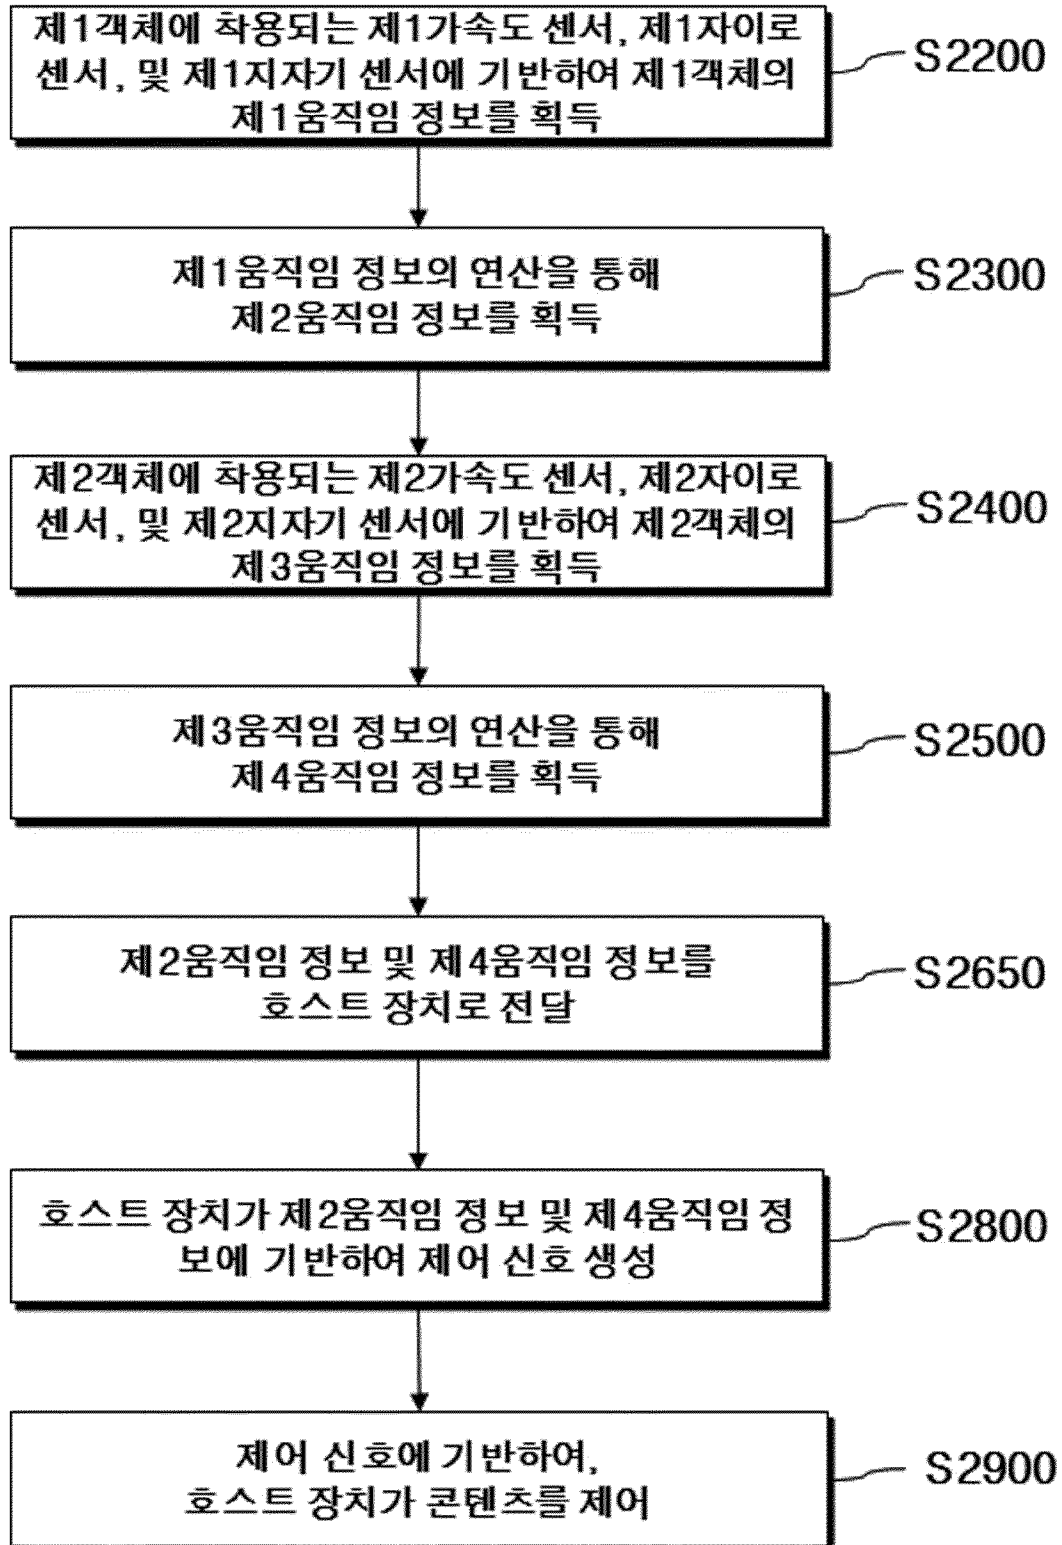 제1객체에 착용되는 제1가속도 센서, 제1자이로
센서, 및 제1지자기 센서에 기반하여 제1객체의
제1움직임 정보를 획득
S2200
제1움직임 정보의 연산을 통해
제2움직임 정보를 획득
S2300
제2객체에 착용되는 제2가속도 센서, 제2자이로
센서, 및 제2지자기 센서에 기반하여 제2객체의
제3움직임 정보를 획득
S2400
제3움직임 정보의 연산을 통해
제4움직임 정보를 획득
S2500
제2움직임 정보 및 제4움직임 정보를
호스트 장치로 전달
S2650
호스트 장치가 제2움직임 정보 및 제4움직임 정
보에 기반하여 제어 신호 생성
S2800
제어 신호에 기반하여,
호스트 장치가 콘텐츠를 제어
S2900